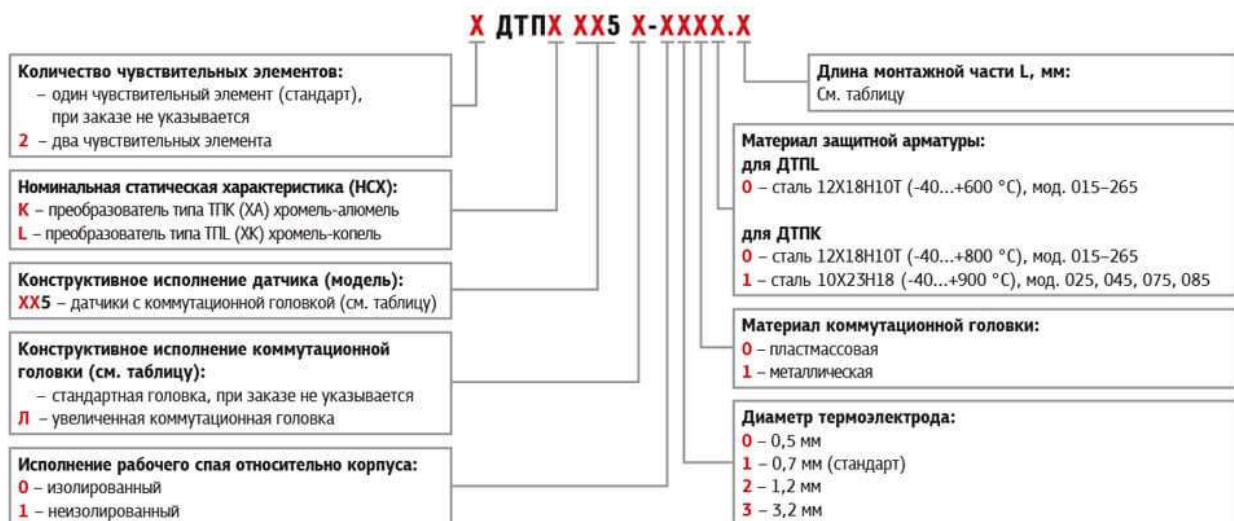 Х ДТПХ ХХ5 Х-ХХХХ.Х
Количество чувствительных элементов:
– один чувствительный элемент (стандарт),
при заказе не указывается
2 – два чувствительных элемента
Номинальная статическая характеристика (НСХ):
К – преобразователь типа ТПК (ХА) хромель-алюмель
L – преобразователь типа ТПL (ХК) хромель-копель
Конструктивное исполнение датчика (модель):
ХХ5 – датчики с коммутационной головкой (см. таблицу)
Конструктивное исполнение коммутационной
головки (см. таблицу):
– стандартная головка, при заказе не указывается
Л – увеличенная коммутационная головка
Исполнение рабочего спая относительно корпуса:
0 – изолированный
1 – неизолированный
Длина монтажной части L, мм:
См. таблицу
Материал защитной арматуры:
для ДТПL
0 – сталь 12Х18Н10Т (-40...+600 °С), мод. 015–265
для ДТПК
0 – сталь 12Х18Н10Т (-40...+800 °С), мод. 015–265
1 – сталь 10Х23Н18 (-40...+900 °С), мод. 025, 045, 075, 085
Материал коммутационной головки:
0 – пластмассовая
1 – металлическая
Диаметр термоэлектрода:
0 – 0,5 мм
1 – 0,7 мм (стандарт)
2 – 1,2 мм
3 – 3,2 мм